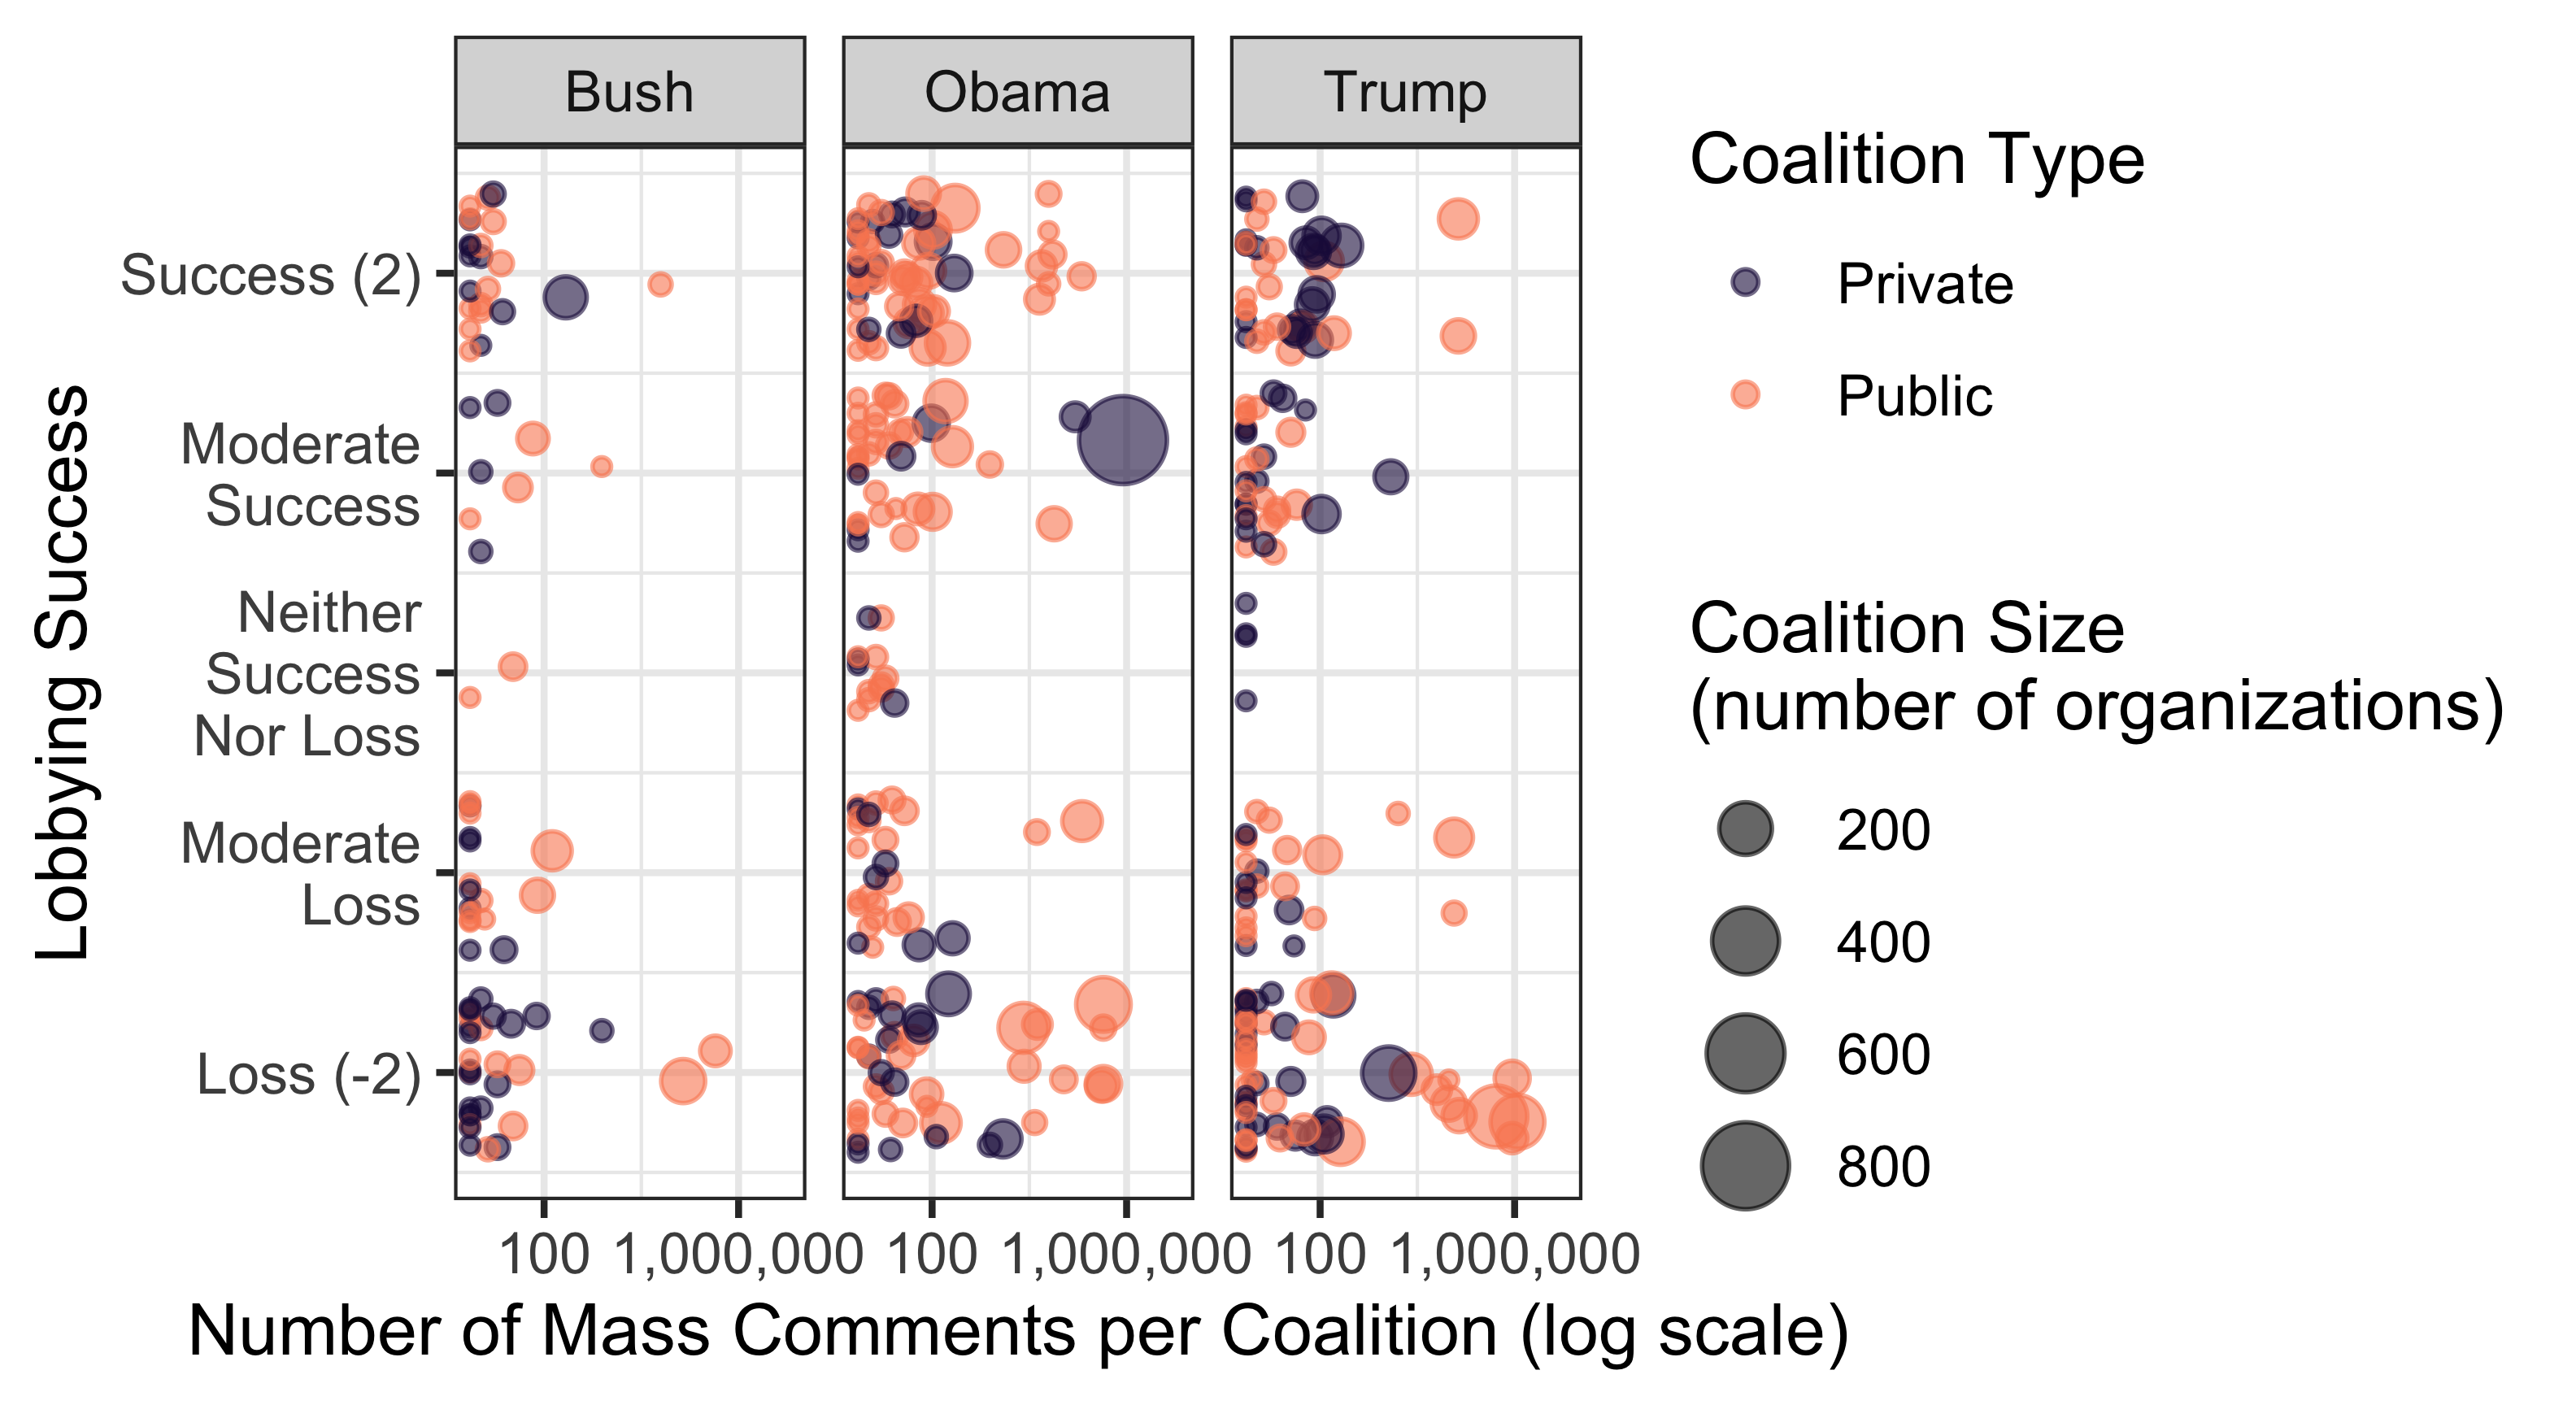 Bush
Obama
Trump
Lobbying Success
Success (2)
Moderate
Success
Neither
Success
Nor Loss
Moderate
Loss
Loss (-2)
100
1,000,000
100
1,000,000
100
1,000,000
Number of Mass Comments per Coalition (log scale)
Coalition Type
Private
Public
Coalition Size
(number of organizations)
200
400
600
800